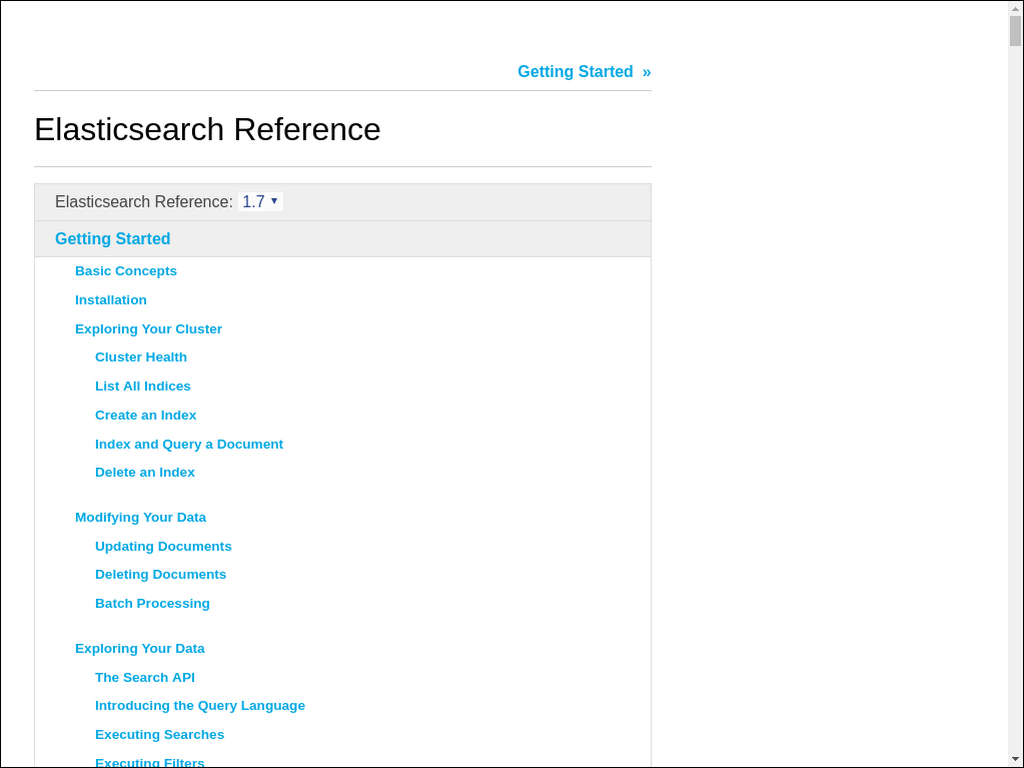 Getting Started »
Elasticsearch Reference
Elasticsearch Reference: 1.7 ▼
Getting Started
Basic Concepts
Installation
Exploring Your Cluster
Cluster Health
List All Indices
Create an Index
Index and Query a Document
Delete an Index
Modifying Your Data
Updating Documents
Deleting Documents
Batch Processing
Exploring Your Data
The Search API
Introducing the Query Language
Executing Searches
Executing Filters